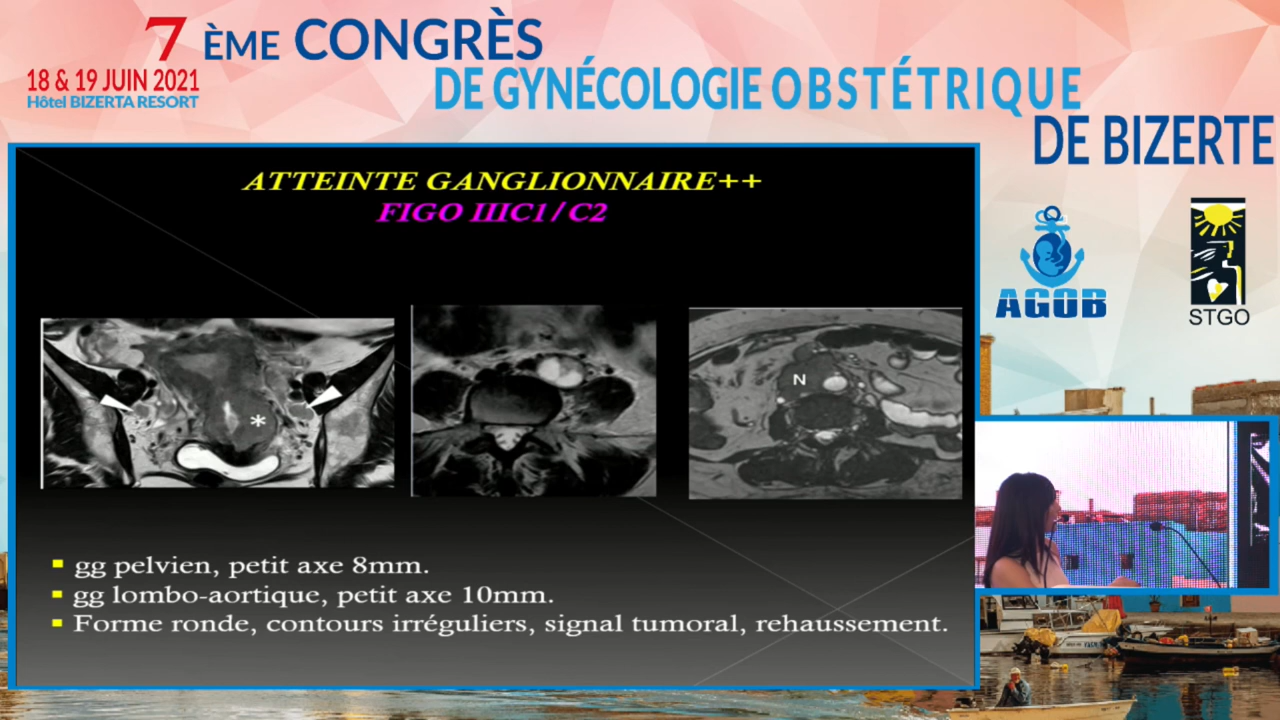 7 ÈME CONGRÈS
DE GYNÉCOLOGIE OBSTÉTRIQUE
DE BIZERTE
18 & 19 JUIN 2021
Hôtel BIZERTA RESORT
AGOB
STGO
ATTEINTE GANGLIONNAIRE++
FIGO IIIC1/C2
*
N
gg pelvien, petit axe 8mm.
gg lombo-aortique, petit axe 10mm.
Forme ronde, contours irréguliers, signal tumoral, rehaussement.